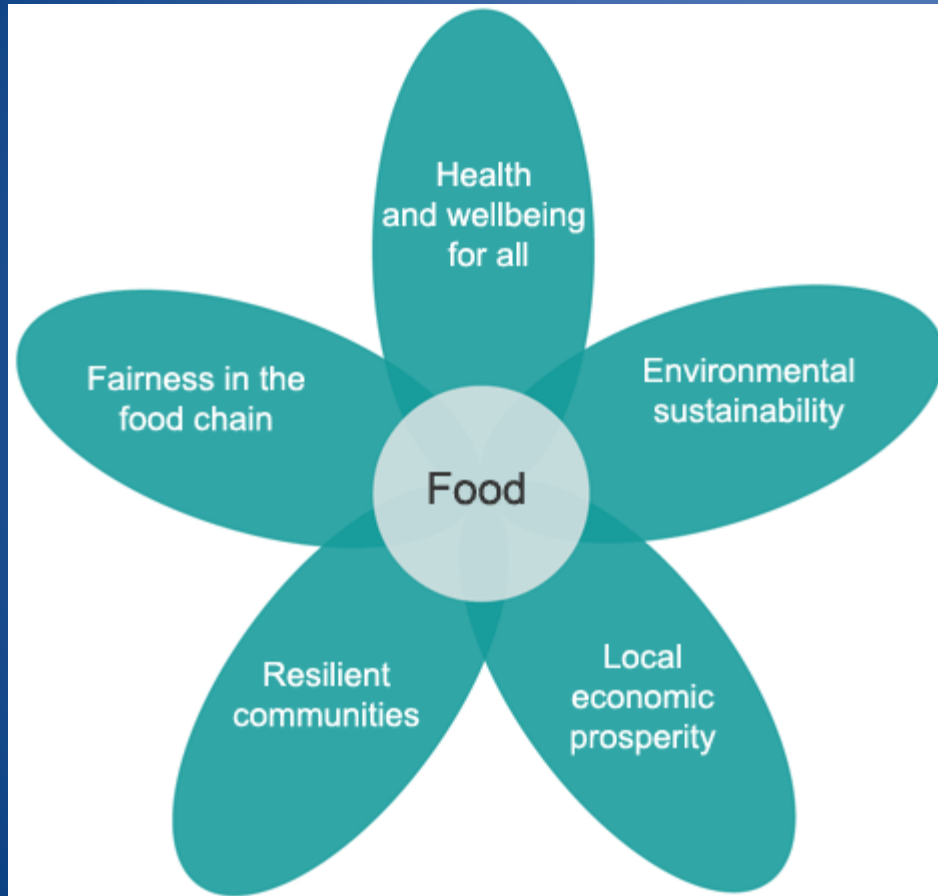 Health
and wellbeing
for all
Fairness in the
food chain
Environmental
sustainability
Food
Resilient
communities
Local
economic
prosperity